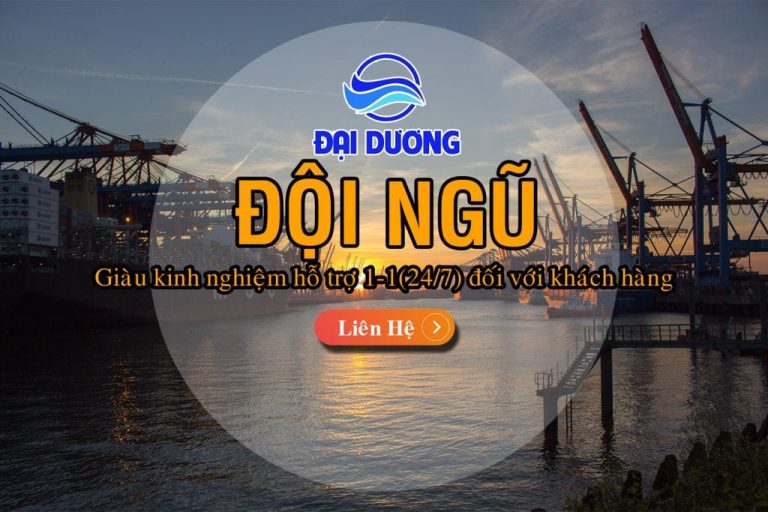 ĐẠI DƯƠNG
ĐỘI NGŨ
Giàu kinh nghiệm hỗ trợ 1-1(24/7) đối với khách hàng
Liên Hệ